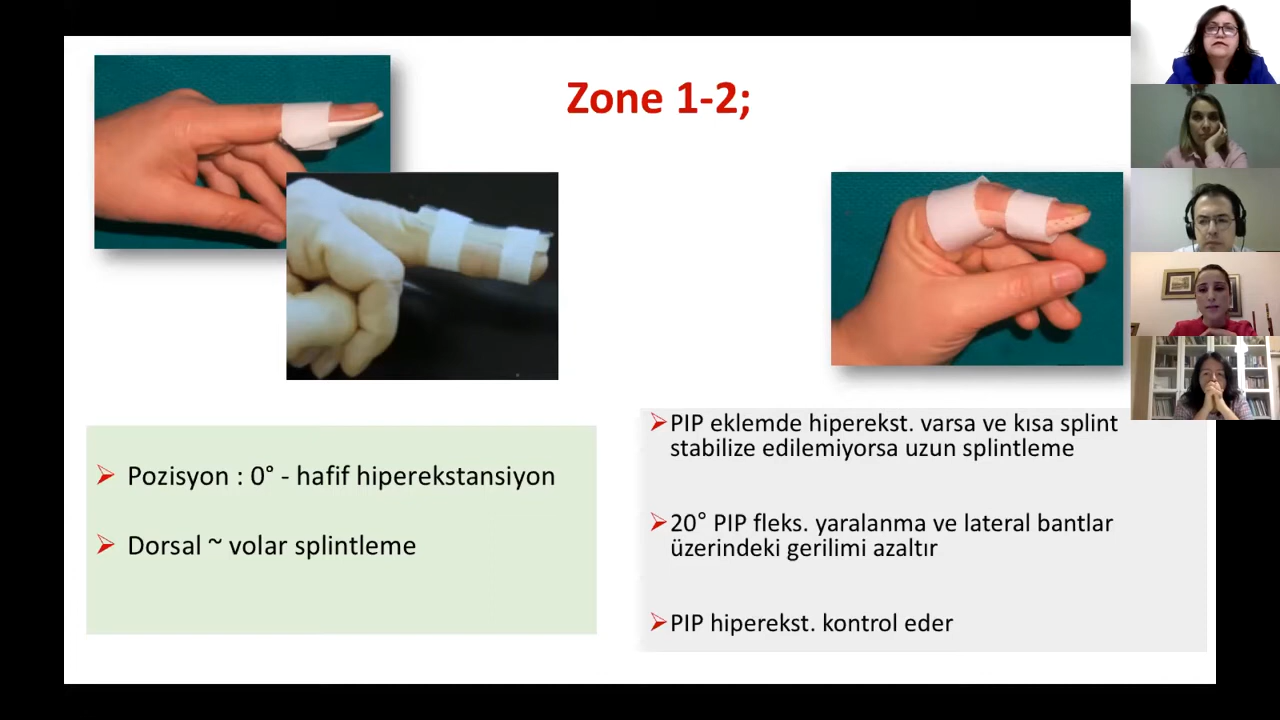 Zone 1-2;
Pozisyon : 0° - hafif hiperekstansiyon
Dorsal ~ volar splintleme
PIP eklemde hiperekst. varsa ve kısa splint
stabilize edilemiyorsa uzun splintleme
20° PIP fleks. yaralanma ve lateral bantlar
üzerindeki gerilimi azaltır
PIP hiperekst. kontrol eder